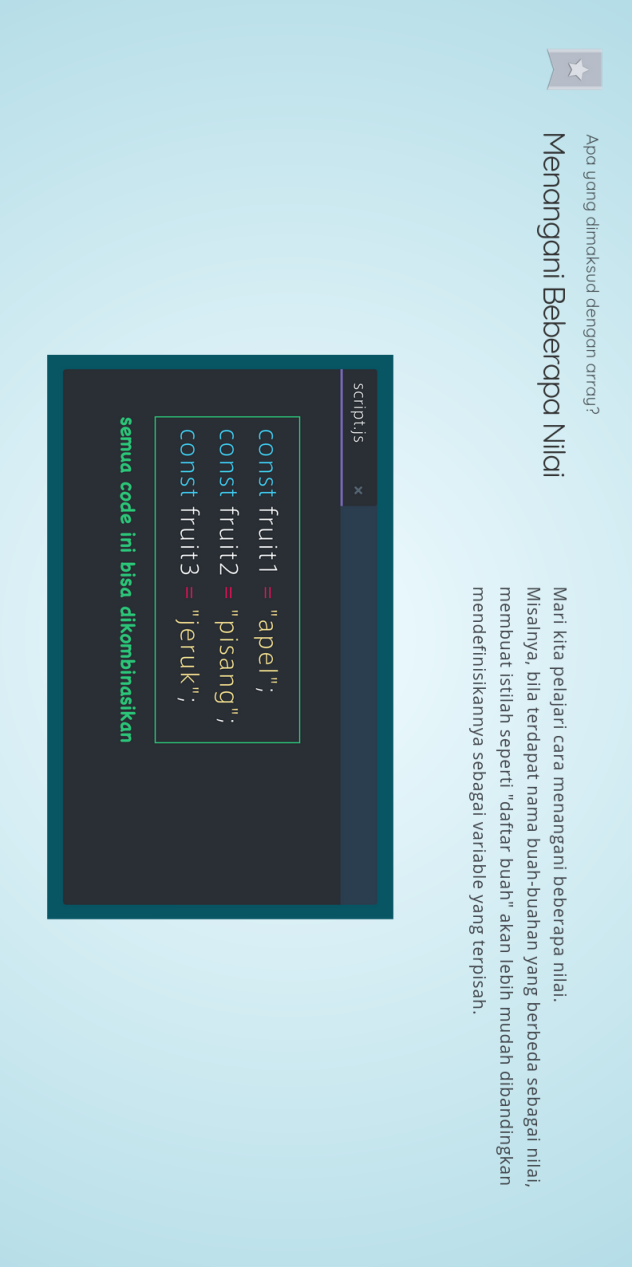 Apa yang dimaksud dengan array?
Menangani Beberapa Nilai
Mari kita pelajari cara menangani beberapa nilai.
Misalnya, bila terdapat nama buah-buahan yang berbeda sebagai nilai,
membuat istilah seperti "daftar buah" akan lebih mudah dibandingkan
mendefinisikannya sebagai variable yang terpisah.
script.js ×
const fruit1 = "apel";
const fruit2 = "pisang";
const fruit3 = "jeruk";
semua code ini bisa dikombinasikan